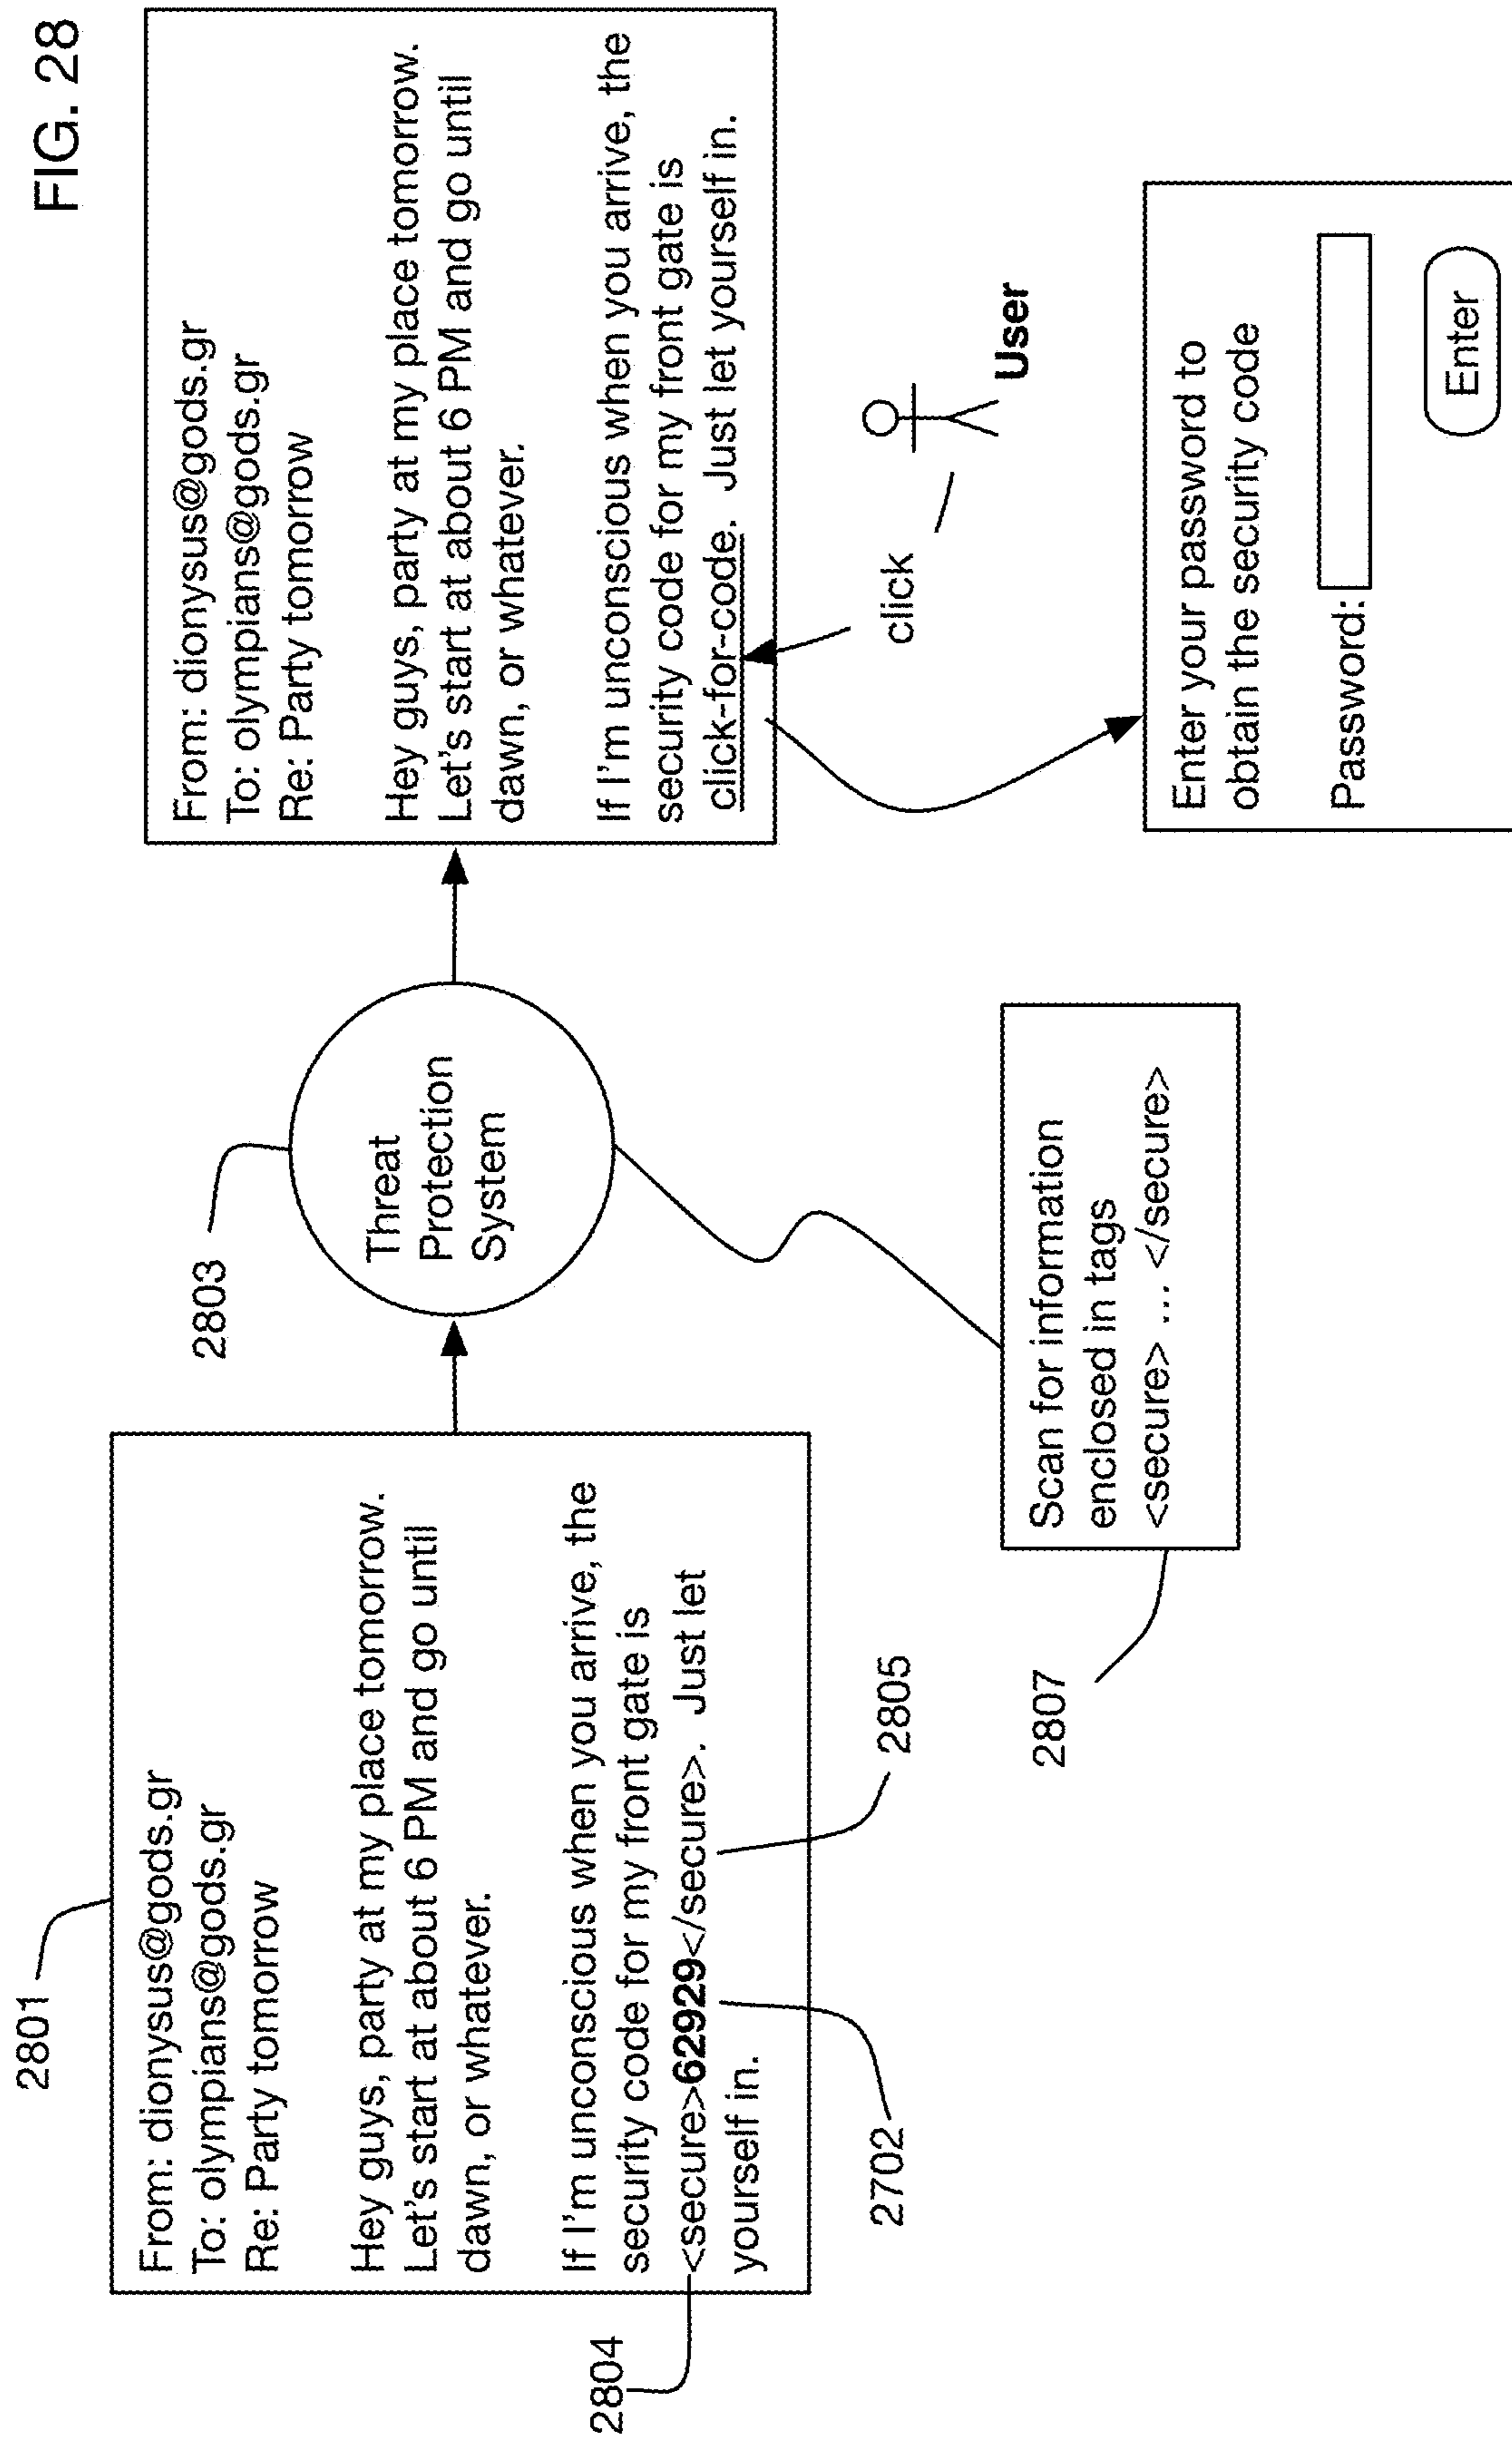 FIG. 28
2801
From: dionysus@gods.gr
To: olympians@gods.gr
Re: Party tomorrow
Hey guys, party at my place tomorrow.
Let's start at about 6 PM and go until
dawn, or whatever.
If I'm unconscious when you arrive, the
security code for my front gate is
<secure>62929</secure>. Just let
yourself in.
2804
2702
2805
2803
Threat
Protection
System
2807
Scan for information
enclosed in tags
<secure> ... </secure>
From: dionysus@gods.gr
To: olympians@gods.gr
Re: Party tomorrow
Hey guys, party at my place tomorrow.
Let's start at about 6 PM and go until
dawn, or whatever.
If I'm unconscious when you arrive, the
security code for my front gate is
click-for-code. Just let yourself in.
click
User
Enter your password to
obtain the security code
Password:
Enter